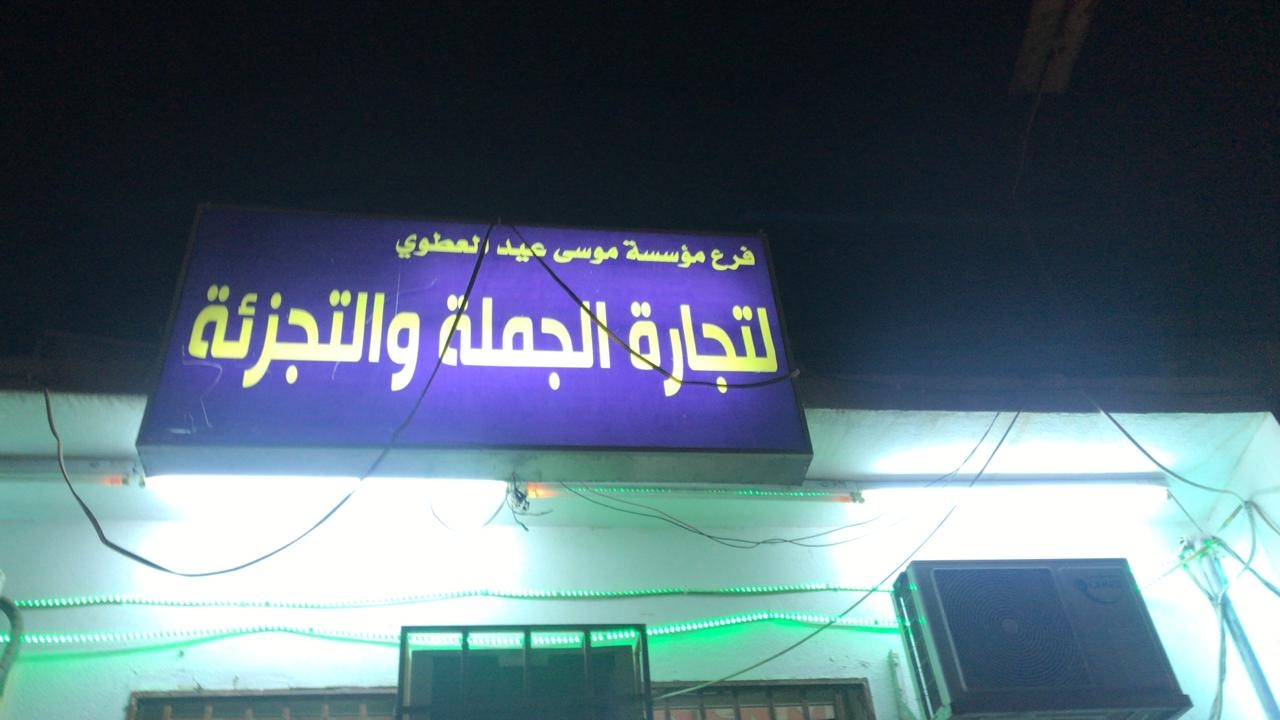 فرع مؤسسة موسى عيد العطوي
لتجارة الجملة والتجزئة